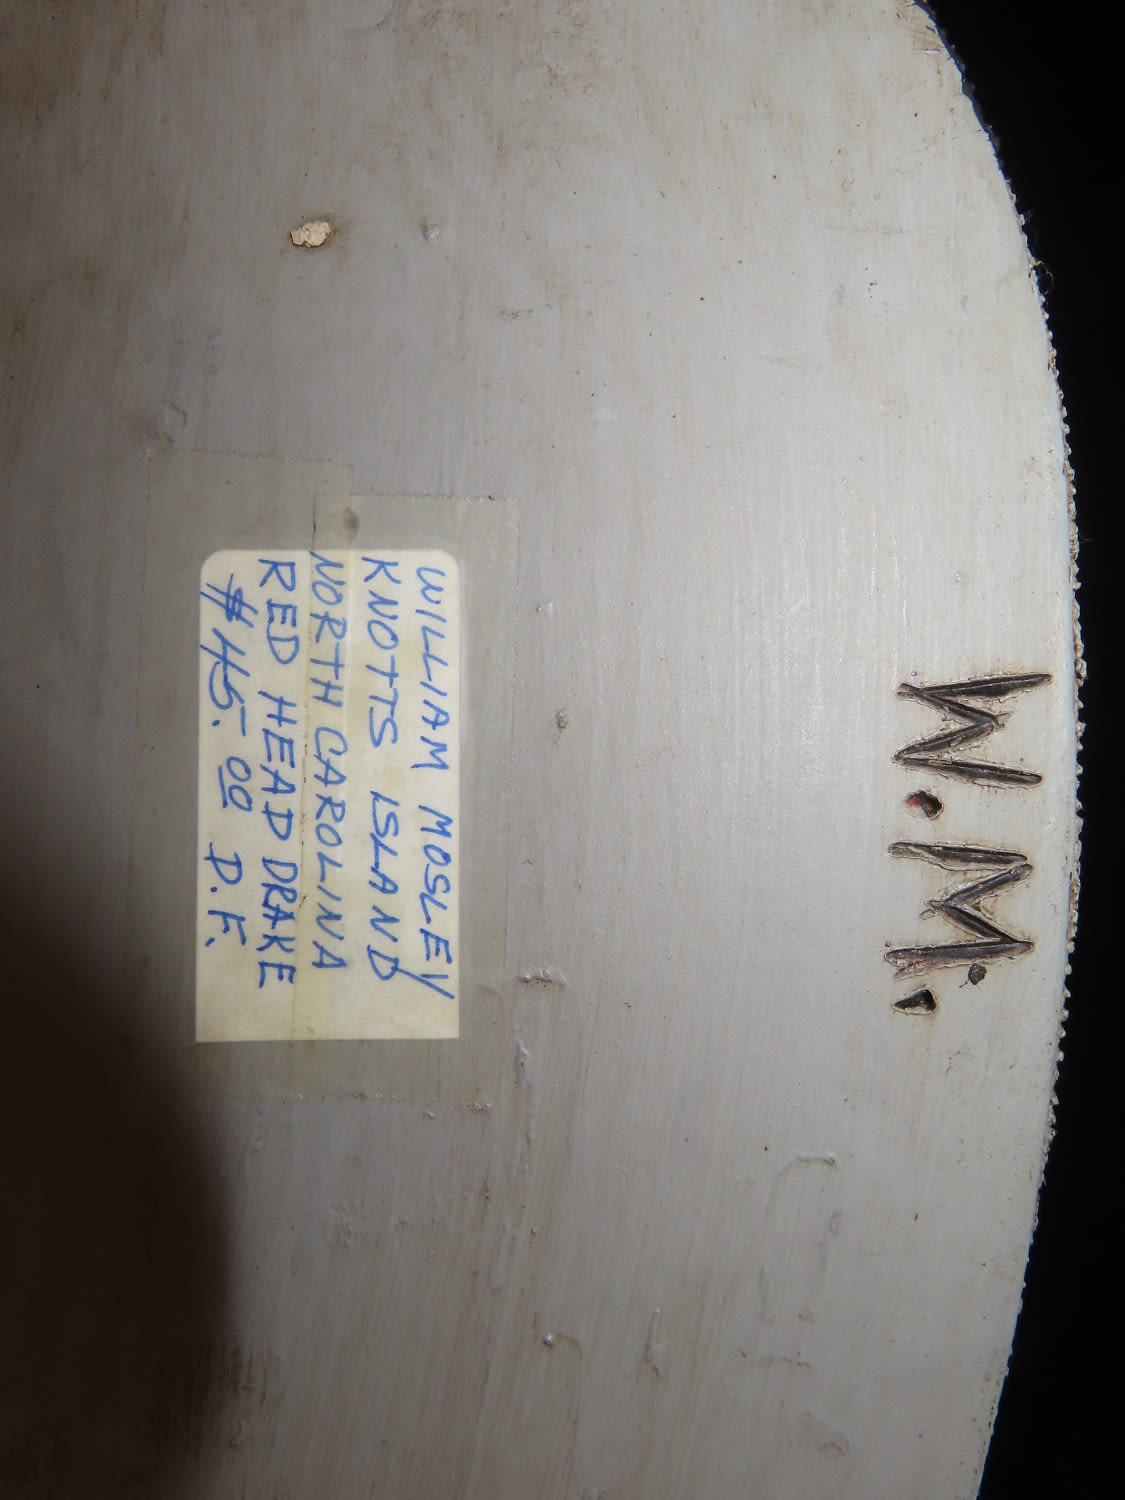 W.M.
WILLIAM MOSLEY
KNOTTS ISLAND
NORTH CAROLINA
RED HEAD DRAKE
$45.00 P.F.